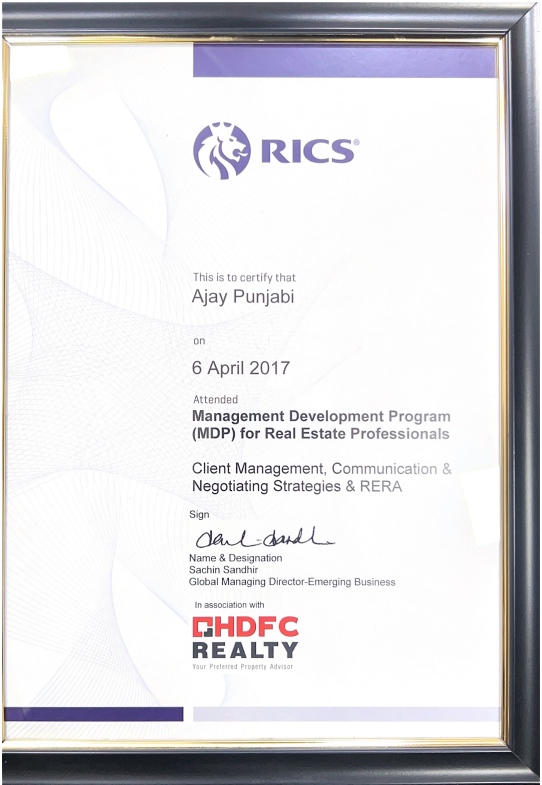 RICS®
This is to certify that
Ajay Punjabi
on
6 April 2017
Attended
Management Development Program
(MDP) for Real Estate Professionals
Client Management, Communication &
Negotiating Strategies & RERA
Sign
Name & Designation
Sachin Sandhir
Global Managing Director-Emerging Business
In association with
HDFC
REALTY
Your Preferred Property Advisor